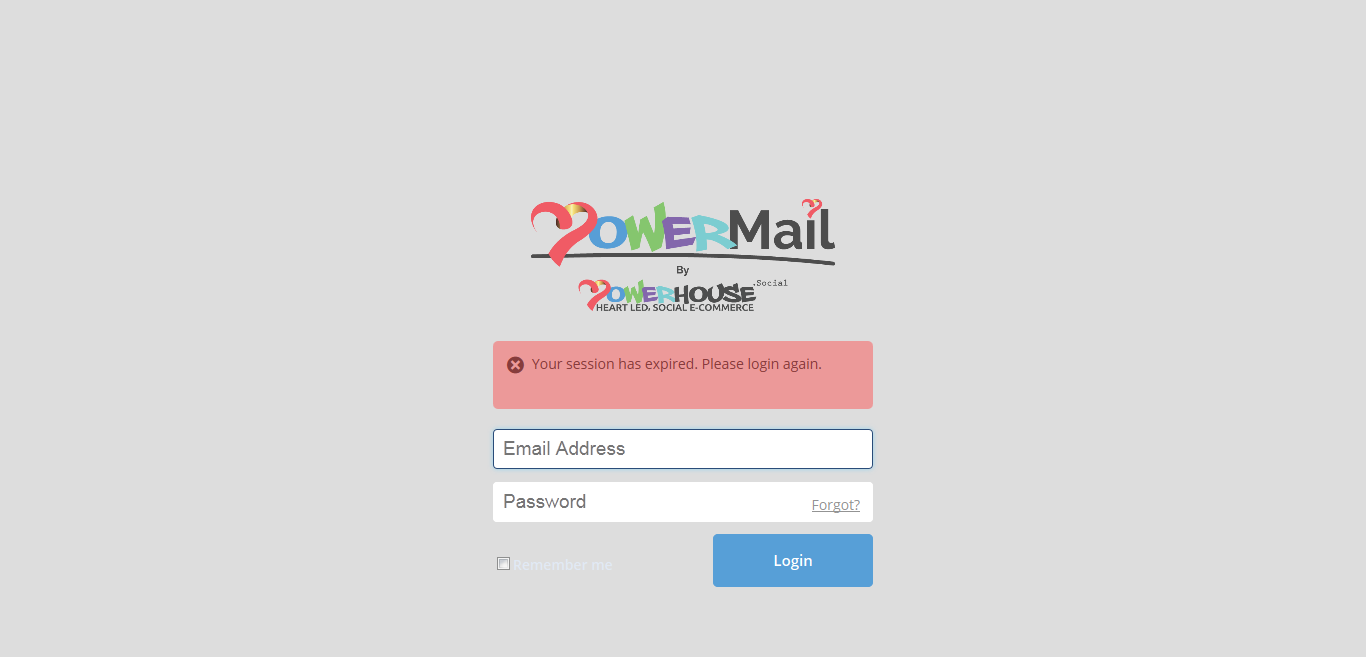 POWERMail
By
POWERHOUSE.Social
HEART LED, SOCIAL E-COMMERCE
Your session has expired. Please login again.
Email Address
Password Forgot?
Remember me Login